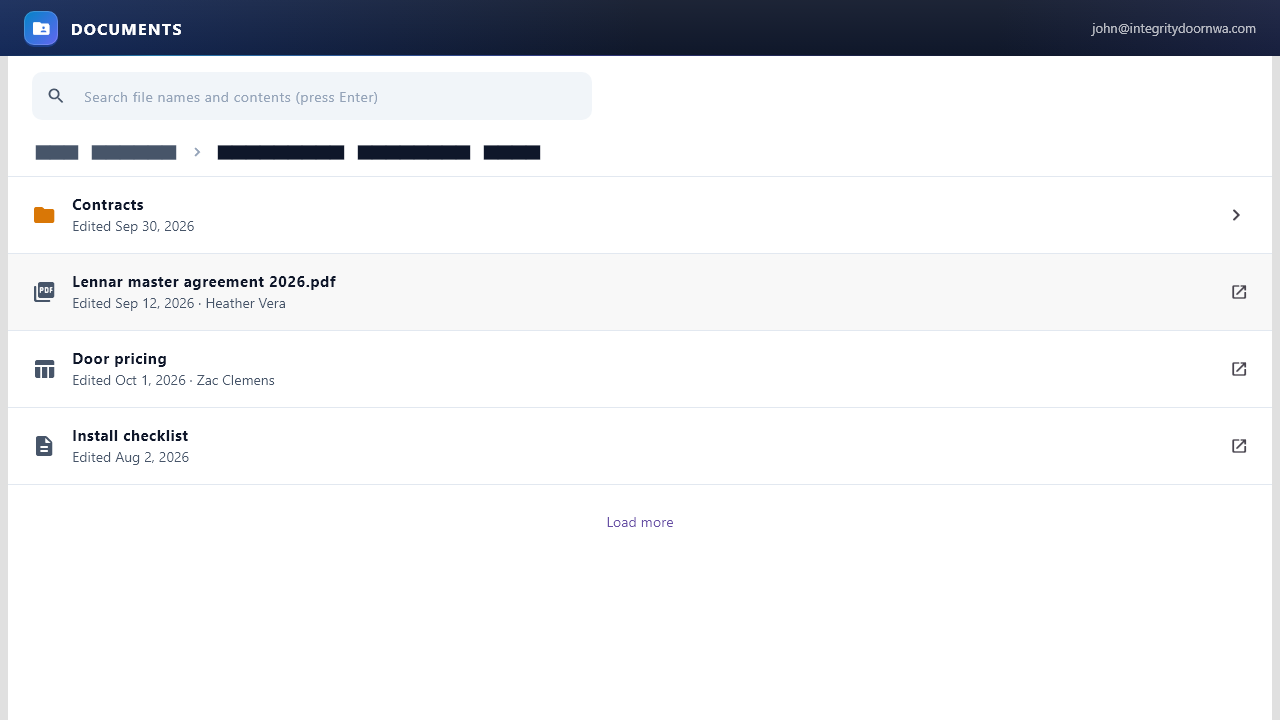 DOCUMENTS
john@integritydoornwa.com
Search file names and contents (press Enter)
Contracts
Edited Sep 30, 2026
Lennar master agreement 2026.pdf
PDF
Edited Sep 12, 2026 · Heather Vera
Door pricing
Edited Oct 1, 2026 · Zac Clemens
Install checklist
Edited Aug 2, 2026
Load more